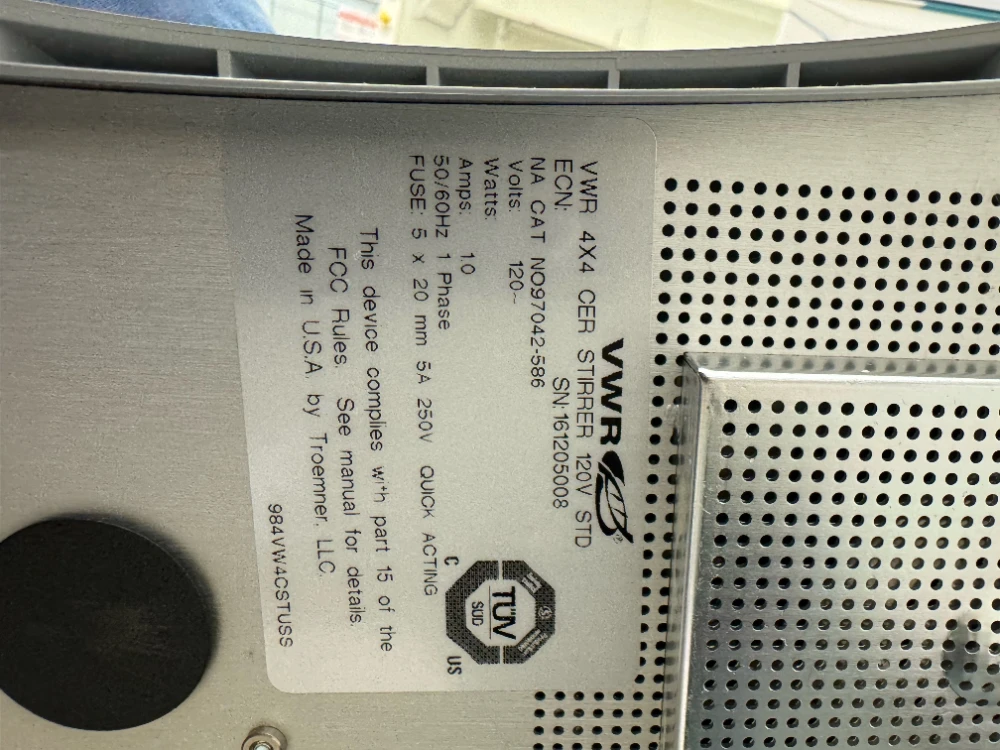 VWR
VWR 4X4 CER STIRRER 120V STD
ECN: SN:161205008
NA CAT NO97042-586
Volts: 120~
Watts:
Amps: 1.0
50/60Hz 1 Phase
FUSE: 5 x 20 mm 5A 250V QUICK ACTING
TÜV
SÜD
C US
This device complies with part 15 of the
FCC Rules. See manual for details.
Made in U.S.A. by Troemner, LLC.
984VW4CSTUSS